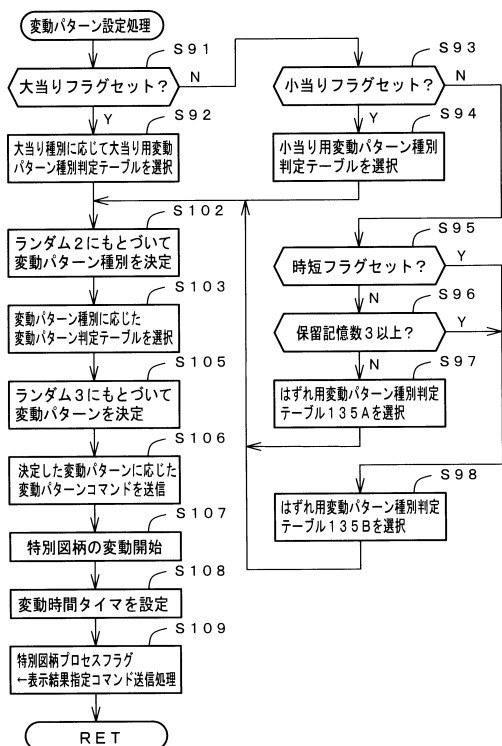 変動パターン設定処理
S91
大当りフラグセット?
N
Y
S92
大当り種別に応じて大当り用変動
パターン種別判定テーブルを選択
S93
小当りフラグセット?
N
Y
S94
小当り用変動パターン種別
判定テーブルを選択
S95
時短フラグセット?
Y
N
S96
保留記憶数3以上?
Y
N
S97
はずれ用変動パターン種別判定
テーブル135Aを選択
S98
はずれ用変動パターン種別判定
テーブル135Bを選択
S102
ランダム2にもとづいて
変動パターン種別を決定
S103
変動パターン種別に応じた
変動パターン判定テーブルを選択
S105
ランダム3にもとづいて
変動パターンを決定
S106
決定した変動パターンに応じた
変動パターンコマンドを送信
S107
特別図柄の変動開始
S108
変動時間タイマを設定
S109
特別図柄プロセスフラグ
←表示結果指定コマンド送信処理
RET